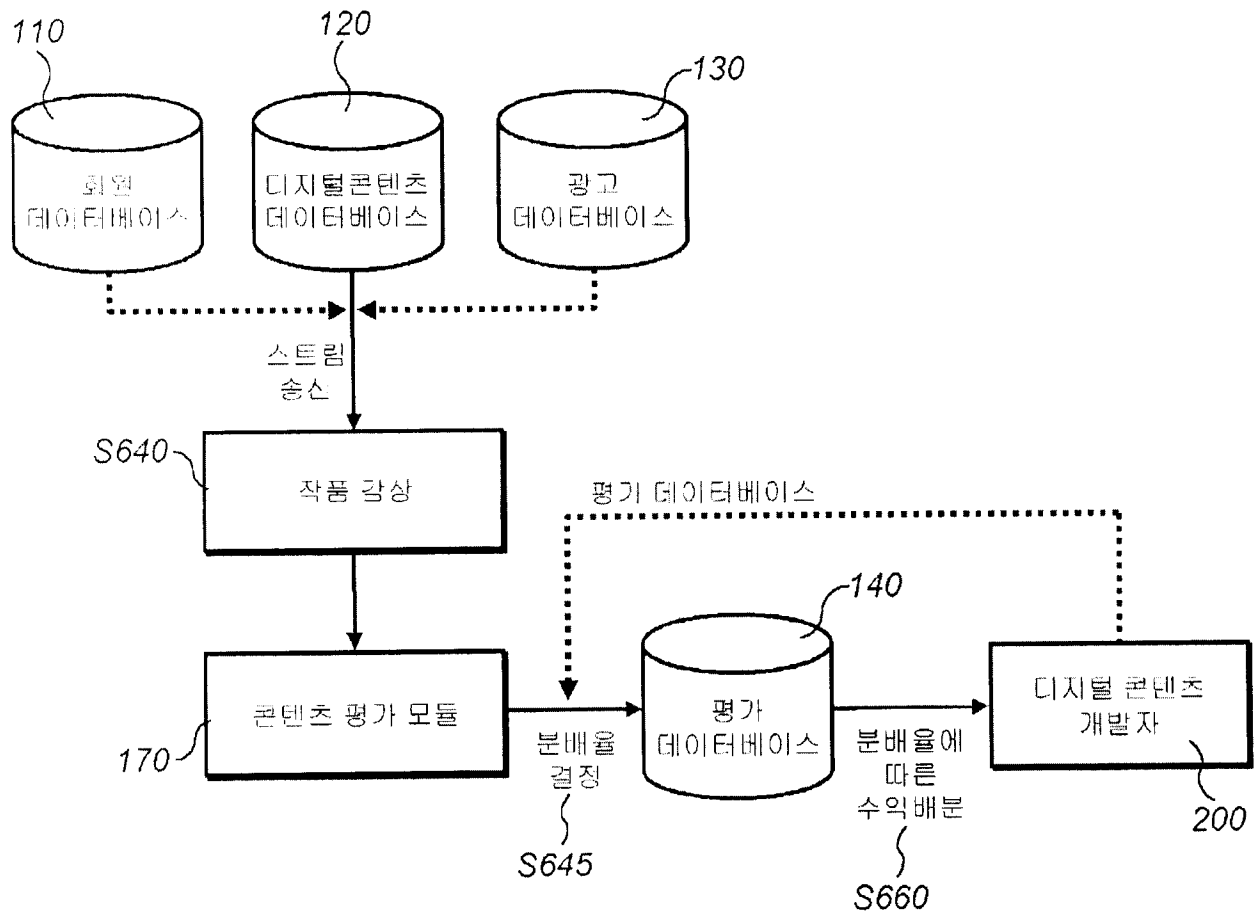 110
120
130
회원
데이터베이스
디지털콘텐츠
데이터베이스
광고
데이터베이스
스트림
송신
S640
작품 감상
평가 데이터베이스
140
콘텐츠 평가 모듈
170
분배율
결정
S645
평가
데이터베이스
분배율에
따른
수익배분
S660
디지털 콘텐츠
개발자
200